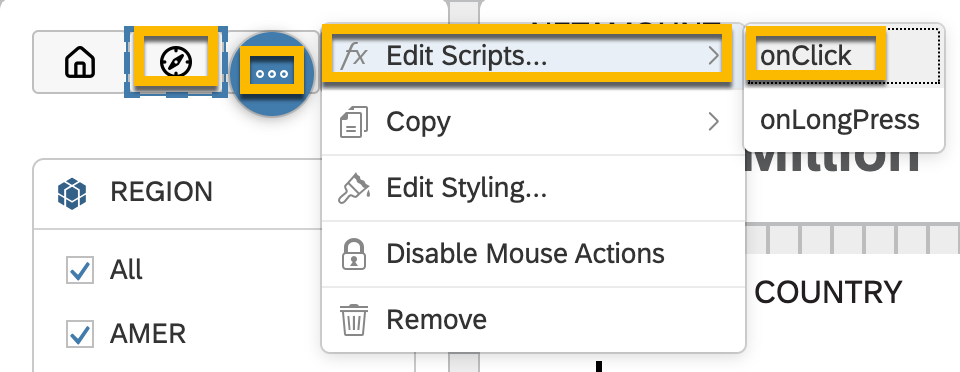 Edit Scripts...
onClick
Copy
onLongPress
Million
REGION
Edit Styling...
All
Disable Mouse Actions
COUNTRY
AMER
Remove